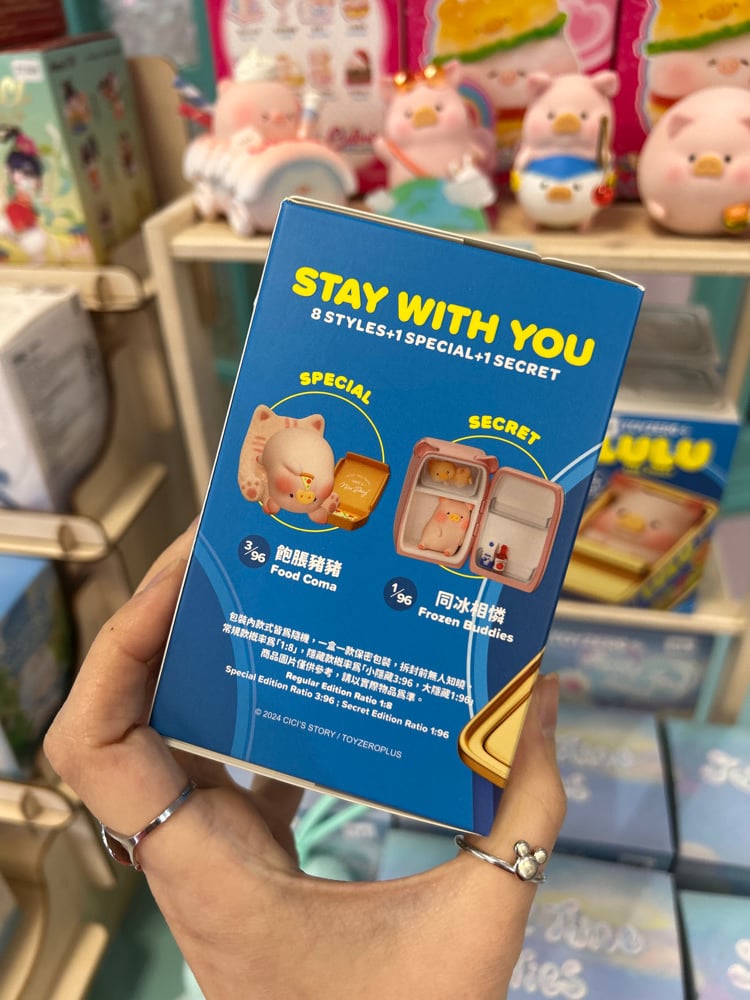 STAY WITH YOU
8 STYLES+1 SPECIAL+1 SECRET
SPECIAL
SECRET
3/96
飽脹豬豬
Food Coma
1/96
同冰相憐
Frozen Buddies
包裝內款式皆爲隨機，一盒一款保密包裝，拆封前無人知曉，
常規款概率爲「1:8」，隱藏款概率爲「小隱藏3:96，大隱藏1:96」
商品圖片僅供參考，請以實際物品爲準。
Regular Edition Ratio 1:8
Special Edition Ratio 3:96 ; Secret Edition Ratio 1:96
© 2024 CICI'S STORY / TOYZEROPLUS
LULU